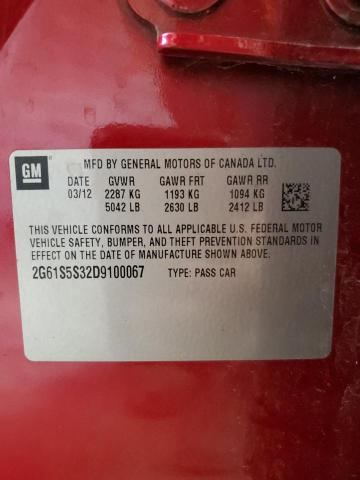 GM
MFD BY GENERAL MOTORS OF CANADA LTD.
DATE GVWR GAWR FRT GAWR RR
03/12 2287 KG 1193 KG 1094 KG
5042 LB 2630 LB 2412 LB
THIS VEHICLE CONFORMS TO ALL APPLICABLE U.S. FEDERAL MOTOR
VEHICLE SAFETY, BUMPER, AND THEFT PREVENTION STANDARDS IN
EFFECT ON THE DATE OF MANUFACTURE SHOWN ABOVE.
2G61S5S32D9100067 TYPE: PASS CAR